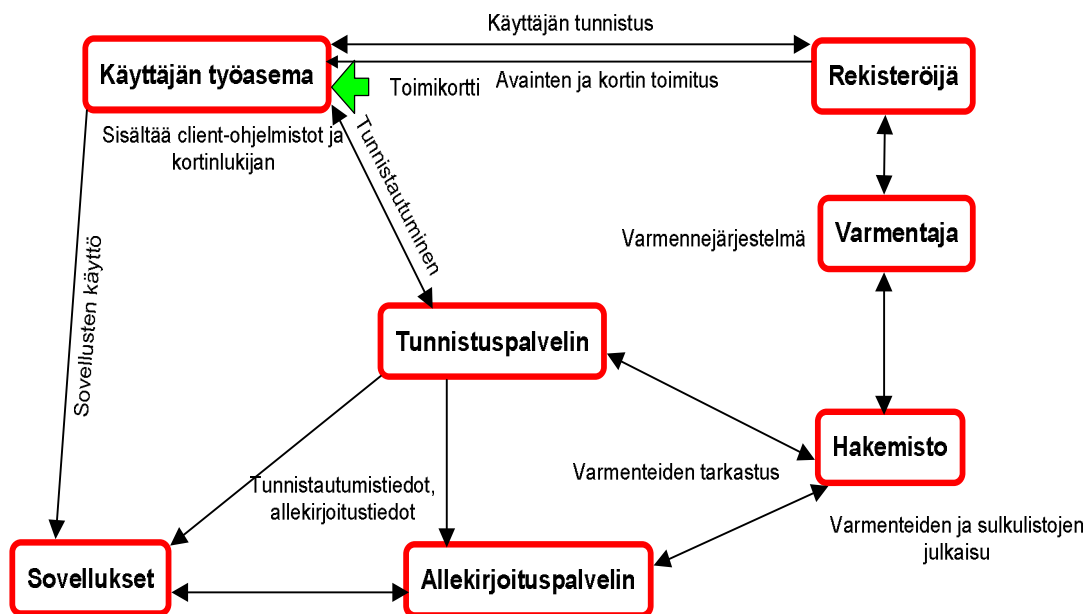 Käyttäjän tunnistus
Käyttäjän työasema
Rekisteröijä
Toimikortti
Avainten ja kortin toimitus
Sisältää client-ohjelmistot ja
kortinlukijan
Tunnistautuminen
Varmennejärjestelmä
Varmentaja
Sovellusten käyttö
Tunnistuspalvelin
Hakemisto
Varmenteiden tarkastus
Tunnistautumistiedot,
allekirjoitustiedot
Varmenteiden ja sulkulistojen
julkaisu
Sovellukset
Allekirjoituspalvelin